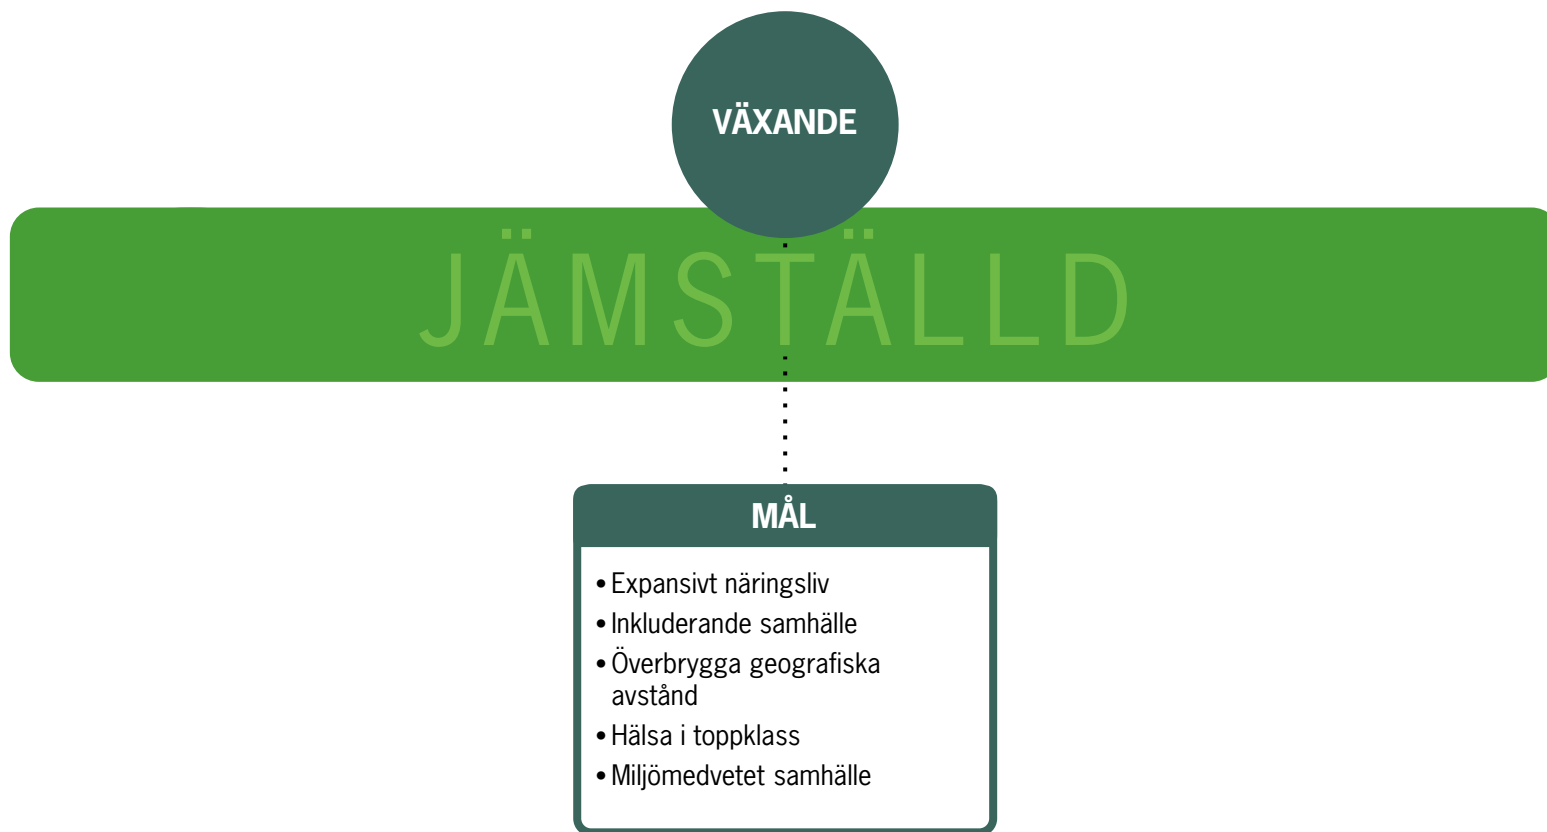 VÄXANDE
JÄMSTÄLLD
MÅL
• Expansivt näringsliv
• Inkluderande samhälle
• Överbrygga geografiska
avstånd
• Hälsa i toppklass
• Miljömedvetet samhälle